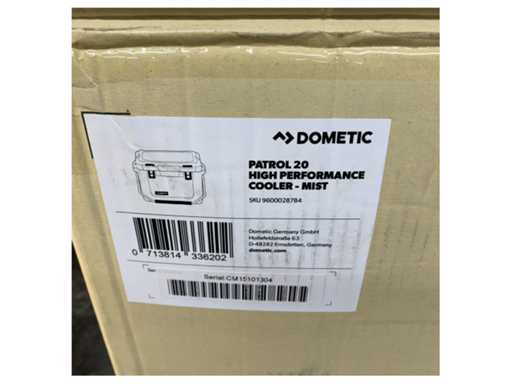 DOMETIC
PATROL 20
HIGH PERFORMANCE
COOLER - MIST
SKU 9600028784
Dometic Germany GmbH
Hollefeldstraße 63
D-48282 Emsdetten, Germany
dometic.com
0 713814 336202
Ser
Serial:CM15101304